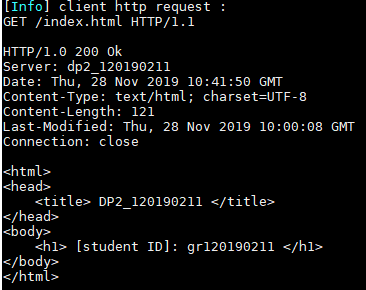 [Info] client http request :
GET /index.html HTTP/1.1

HTTP/1.0 200 Ok
Server: dp2_120190211
Date: Thu, 28 Nov 2019 10:41:50 GMT
Content-Type: text/html; charset=UTF-8
Content-Length: 121
Last-Modified: Thu, 28 Nov 2019 10:00:08 GMT
Connection: close

<html>
<head>
    <title> DP2_120190211 </title>
</head>
<body>
    <h1> [student ID]: gr120190211 </h1>
</body>
</html>